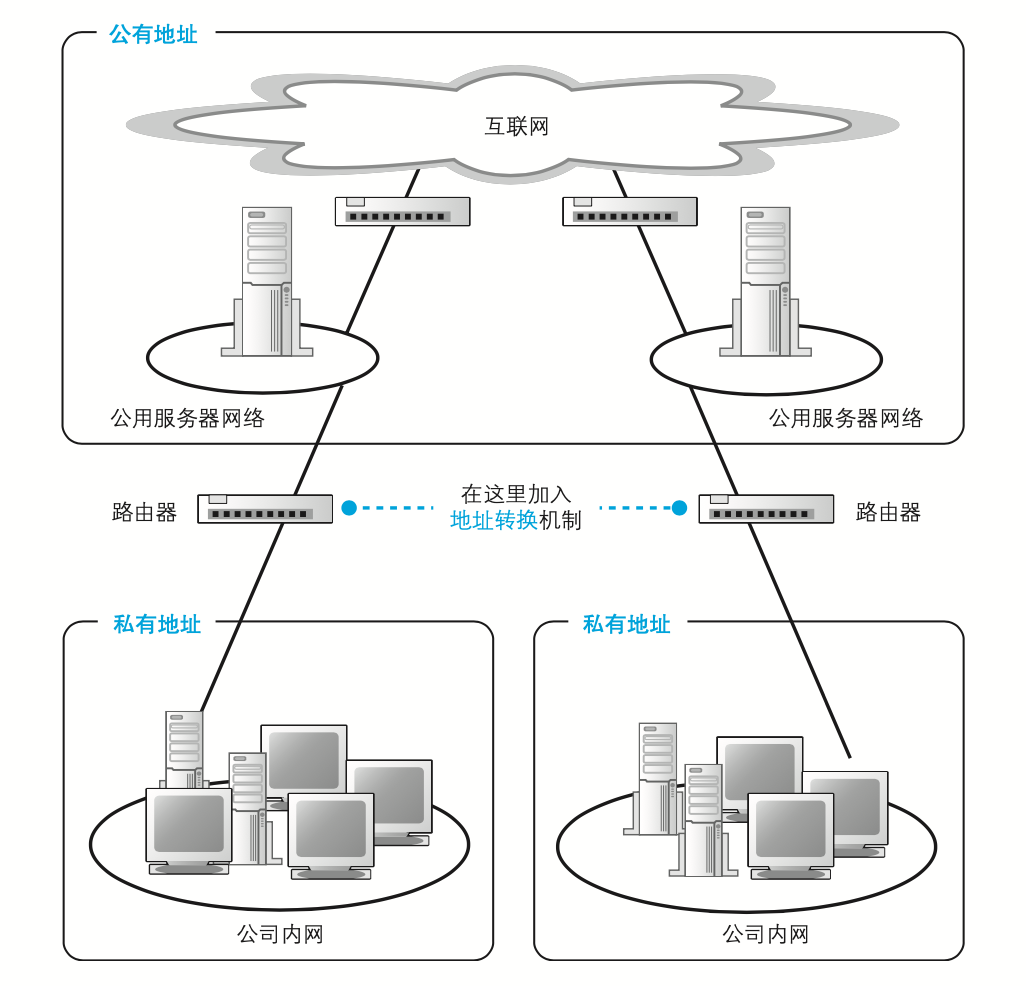 公有地址
互联网
公用服务器网络
公用服务器网络
路由器
在这里加入
地址转换机制
路由器
私有地址
私有地址
公司内网
公司内网